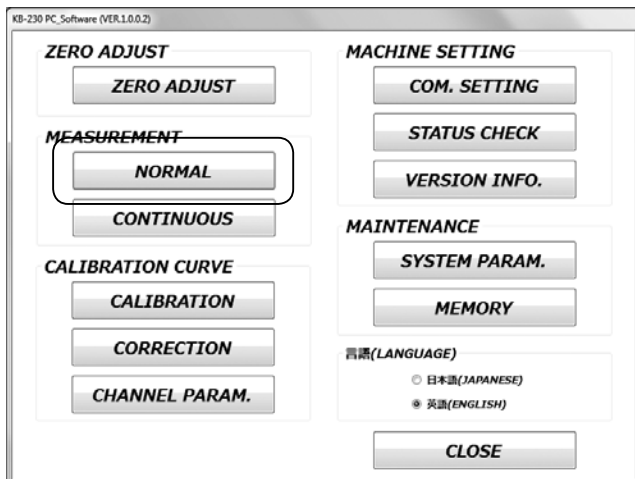 KB-230 PC_Software (VER.1.0.0.2)
ZERO ADJUST
ZERO ADJUST
MEASUREMENT
NORMAL
CONTINUOUS
CALIBRATION CURVE
CALIBRATION
CORRECTION
CHANNEL PARAM.
MACHINE SETTING
COM. SETTING
STATUS CHECK
VERSION INFO.
MAINTENANCE
SYSTEM PARAM.
MEMORY
言語(LANGUAGE)
日本語(JAPANESE)
英語(ENGLISH)
CLOSE